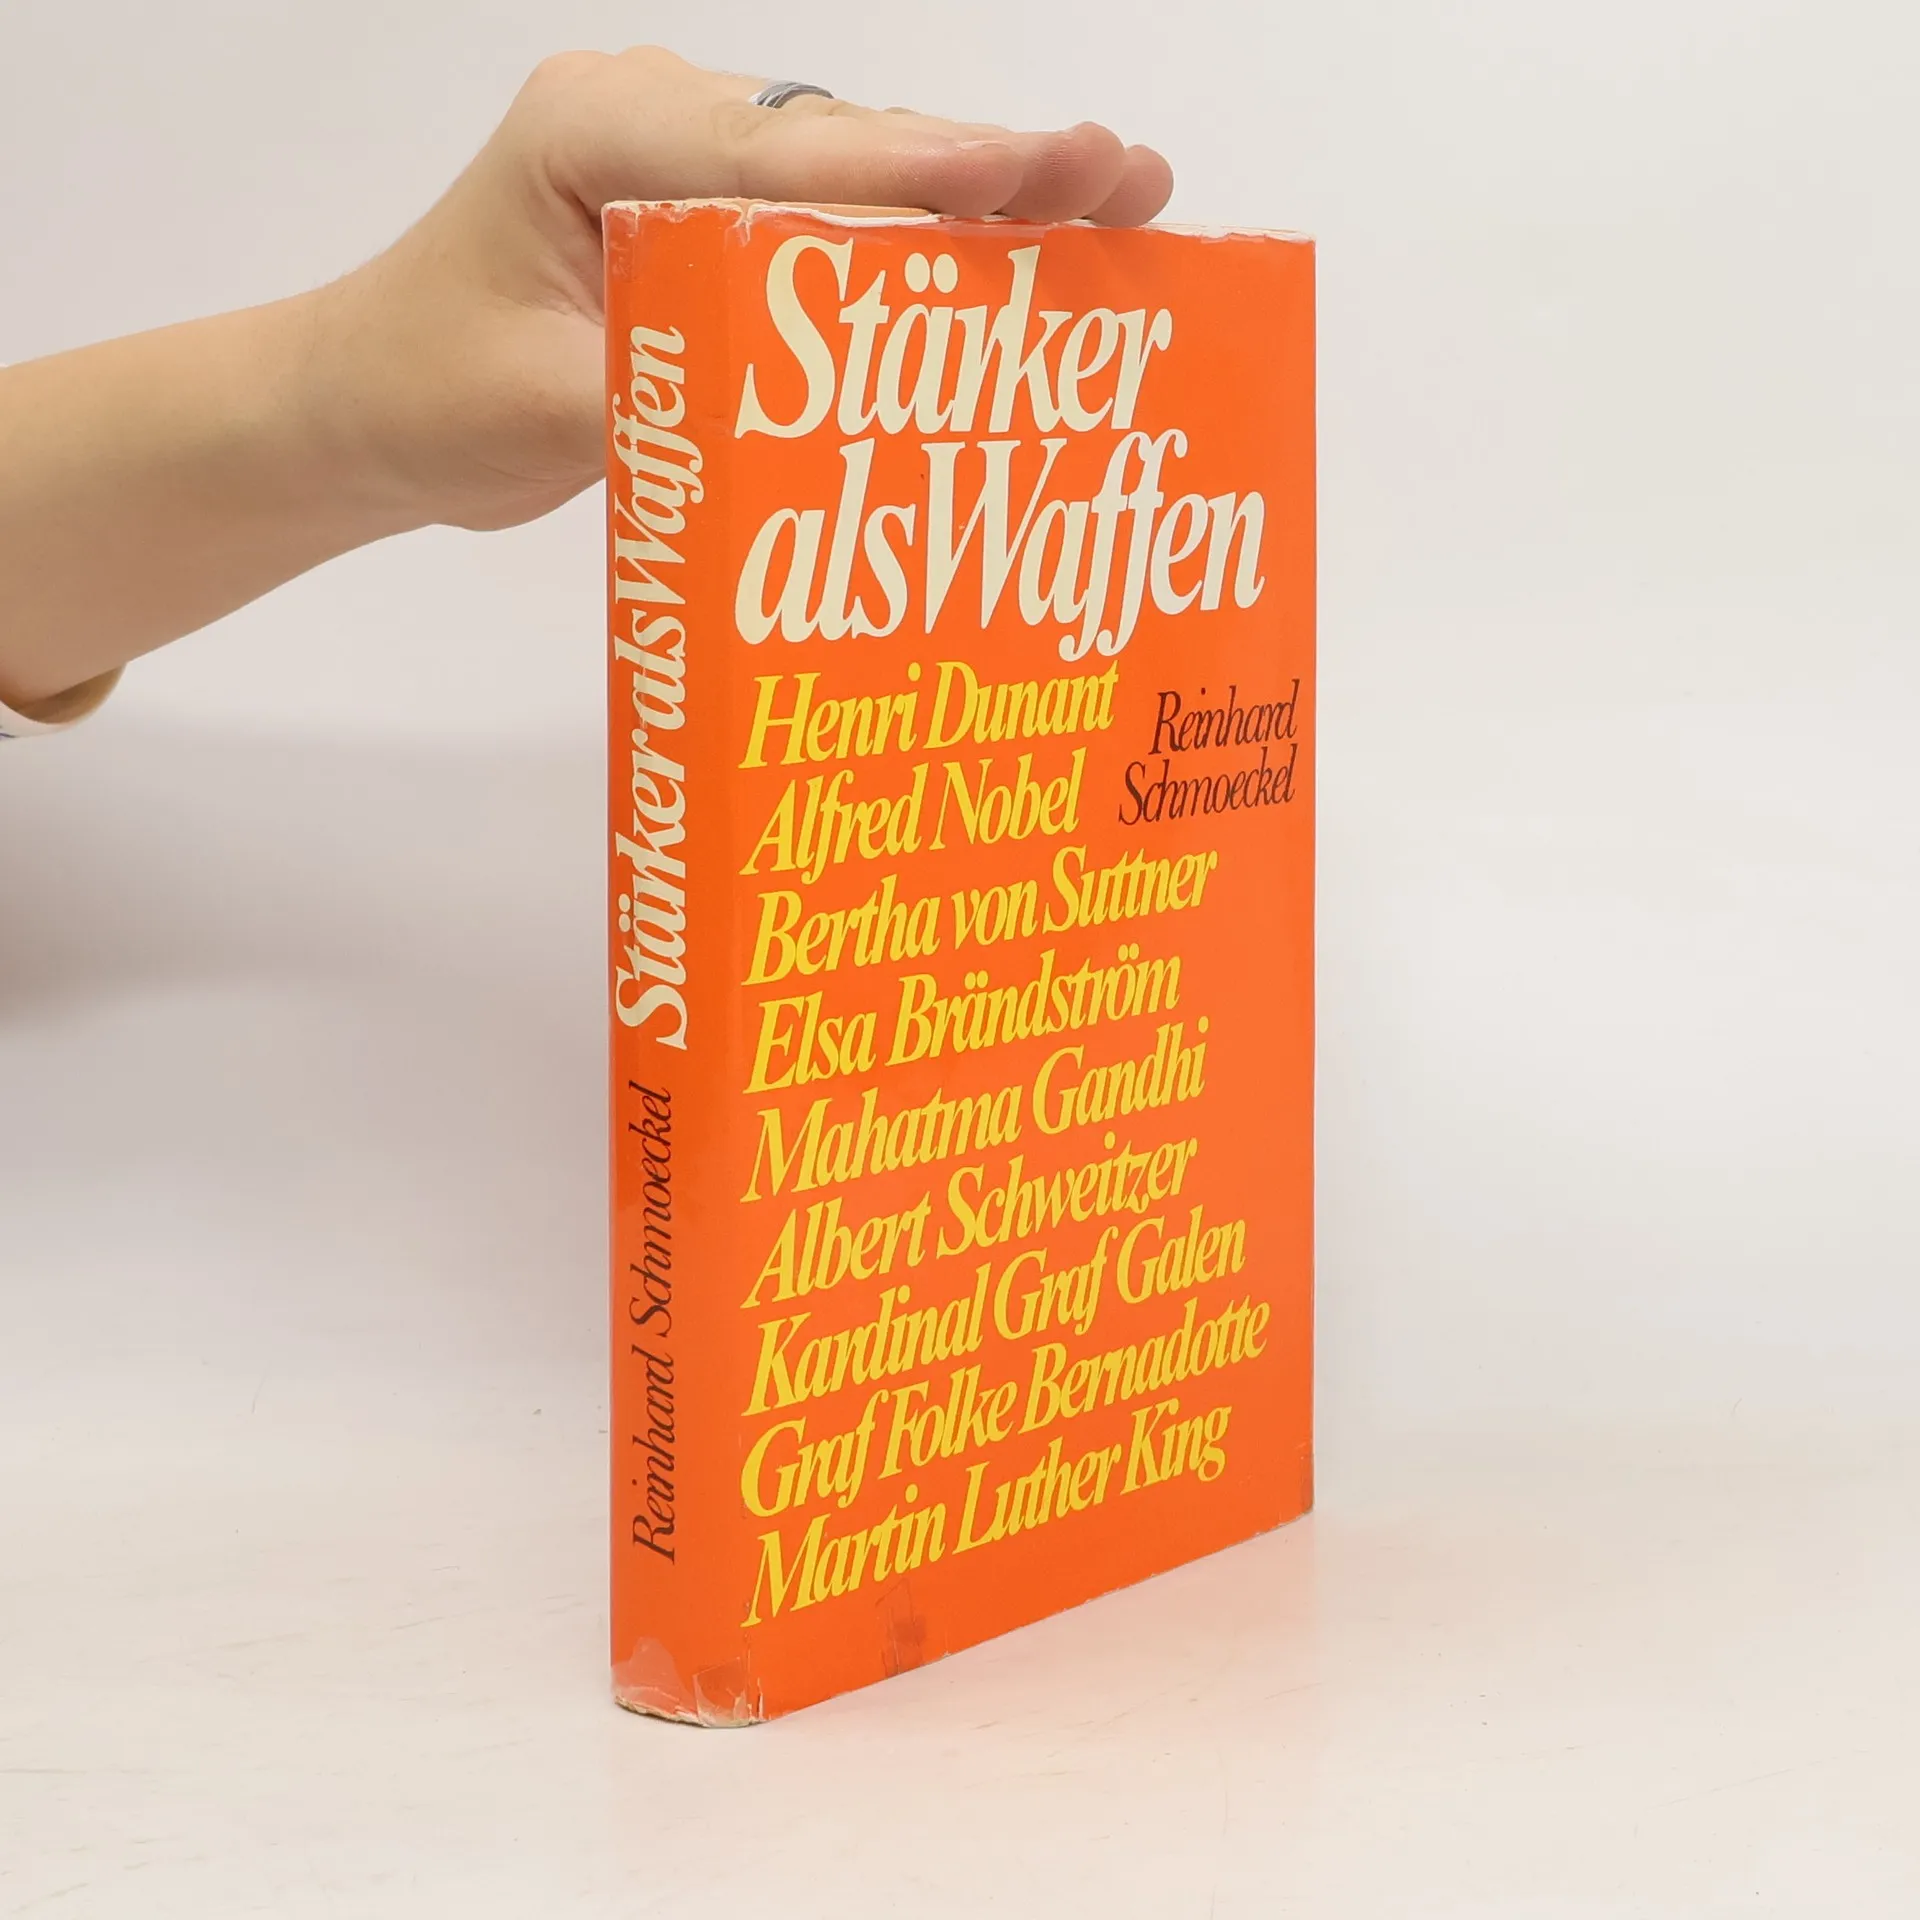 Stärker
als Waffen
Henri Dunant
Alfred Nobel
Bertha von Suttner
Elsa Brändström
Mahatma Gandhi
Albert Schweitzer
Kardinal Graf Galen
Graf Folke Bernadotte
Martin Luther King
Reinhard
Schmoeckel
Reinhard Schmoeckel Stärker als Waffen